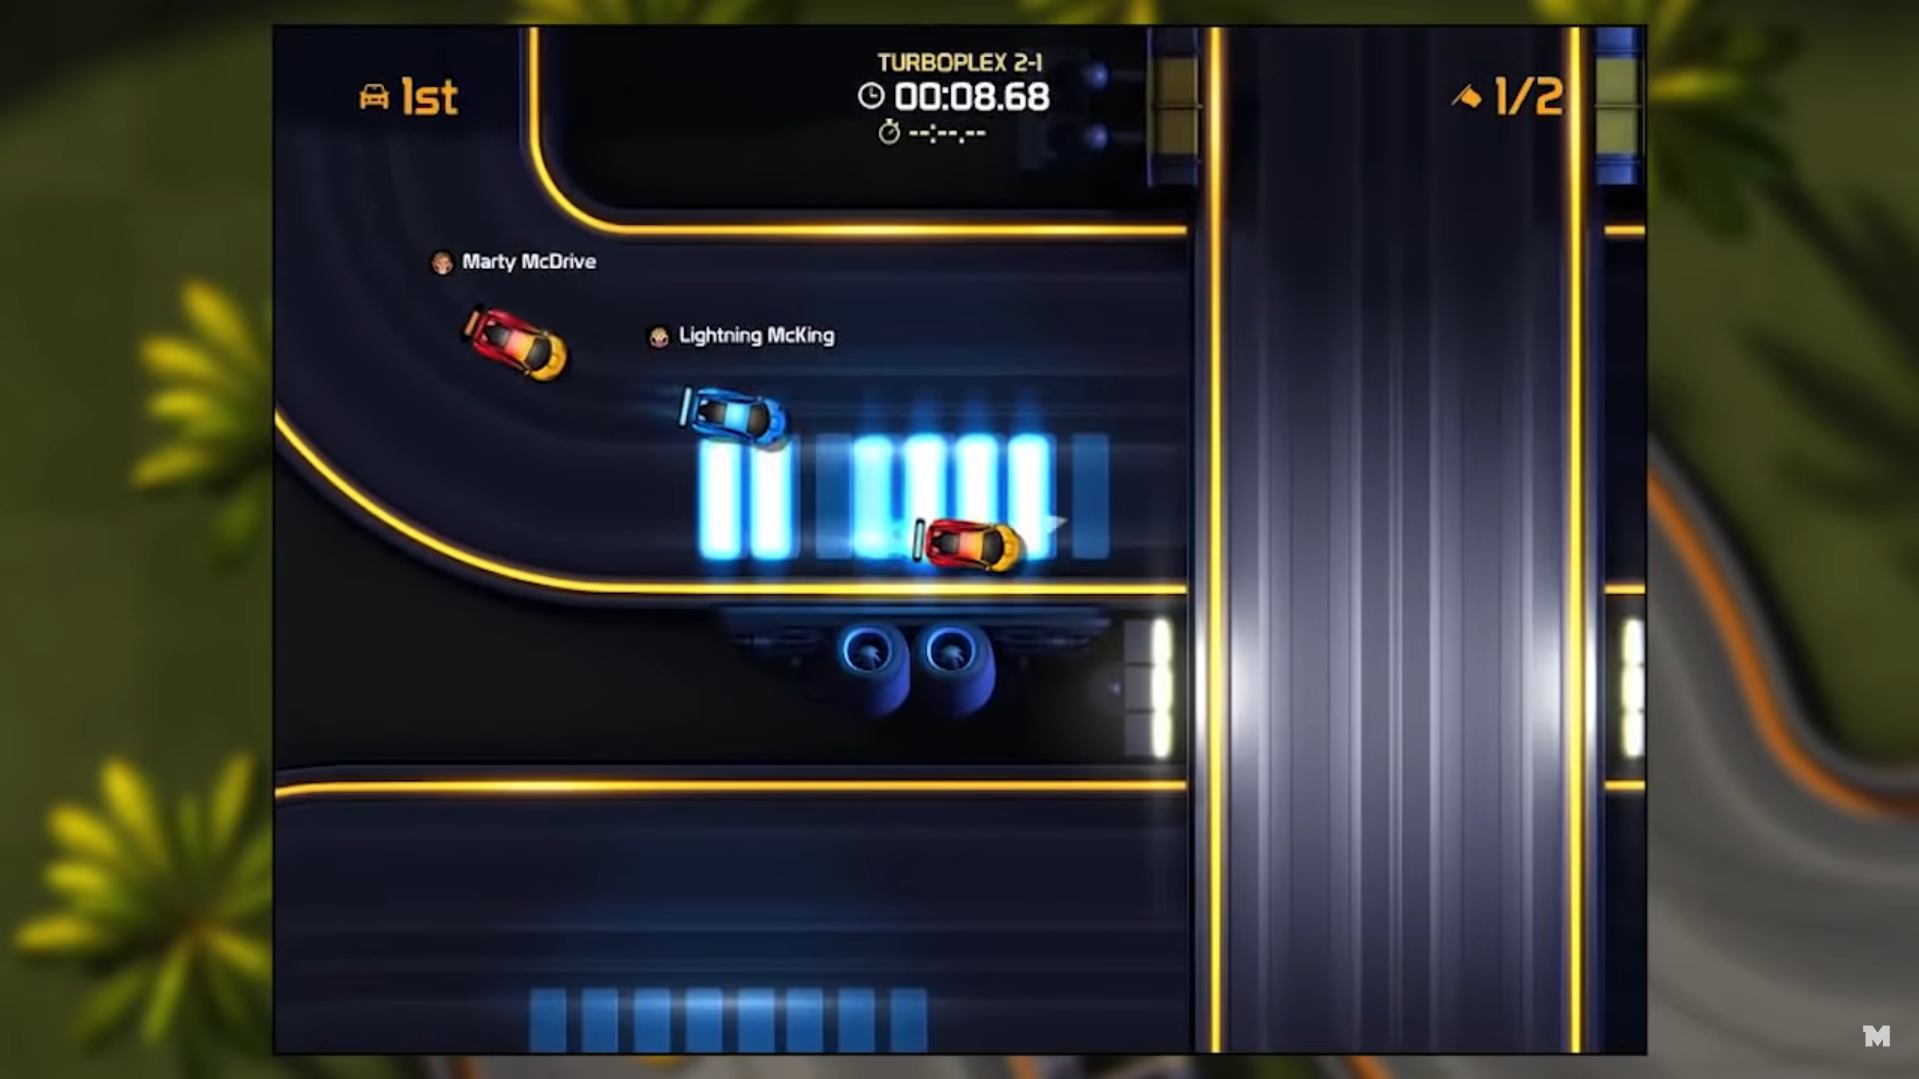 TURBOPLEX 2-1
1st
00:08.68
1/2
--:--.--
Marty McDrive
Lightning McKing
M